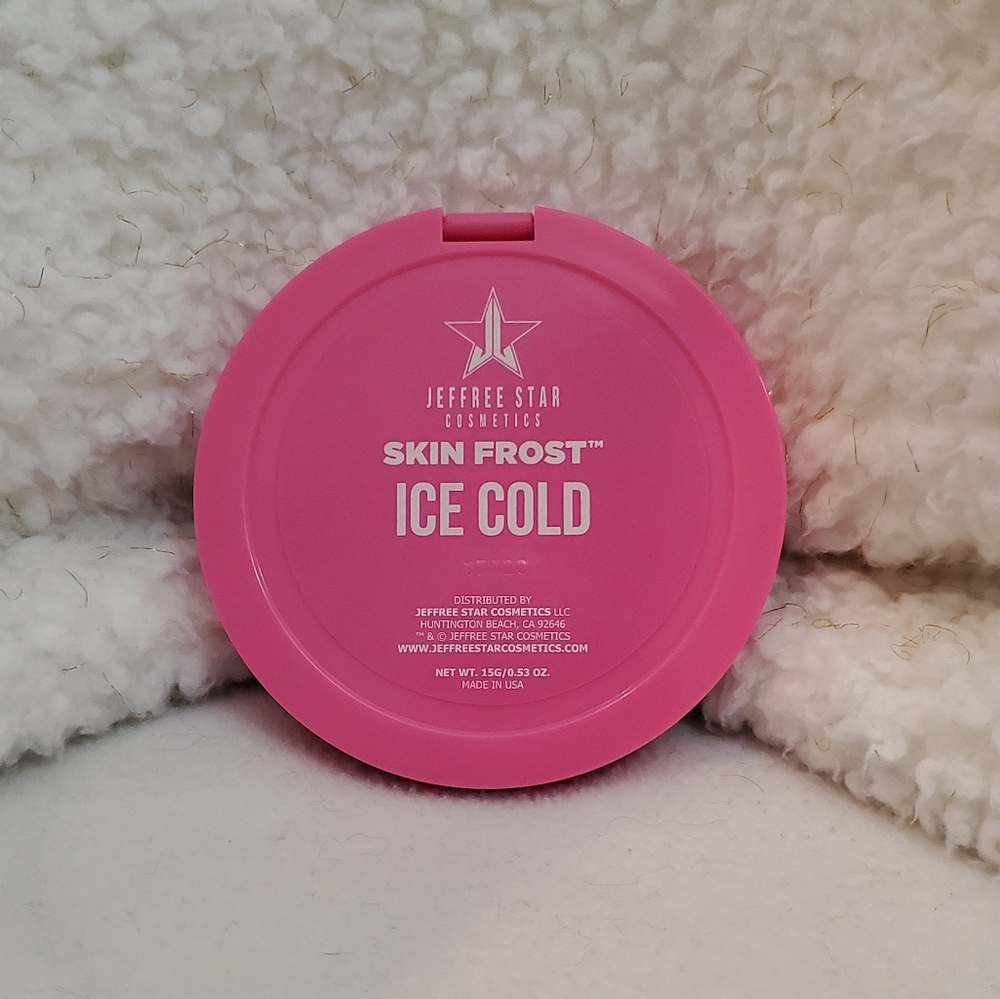 JEFFREE STAR
COSMETICS
SKIN FROST™
ICE COLD
DISTRIBUTED BY
JEFFREE STAR COSMETICS LLC
HUNTINGTON BEACH, CA 92646
™ & © JEFFREE STAR COSMETICS
WWW.JEFFREESTARCOSMETICS.COM
NET WT. 15G/0.53 OZ.
MADE IN USA